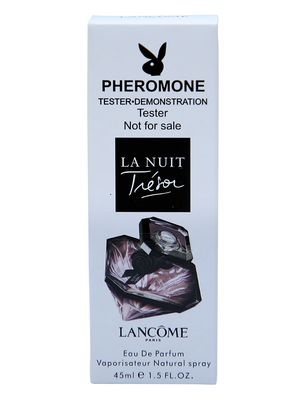 PHEROMONE
TESTER•DEMONSTRATION
Tester
Not for sale
LA NUIT
Trésor
LANCÔME
PARIS
Eau De Parfum
Vaporisateur Natural spray
45ml ℮ 1.5 FL.OZ.